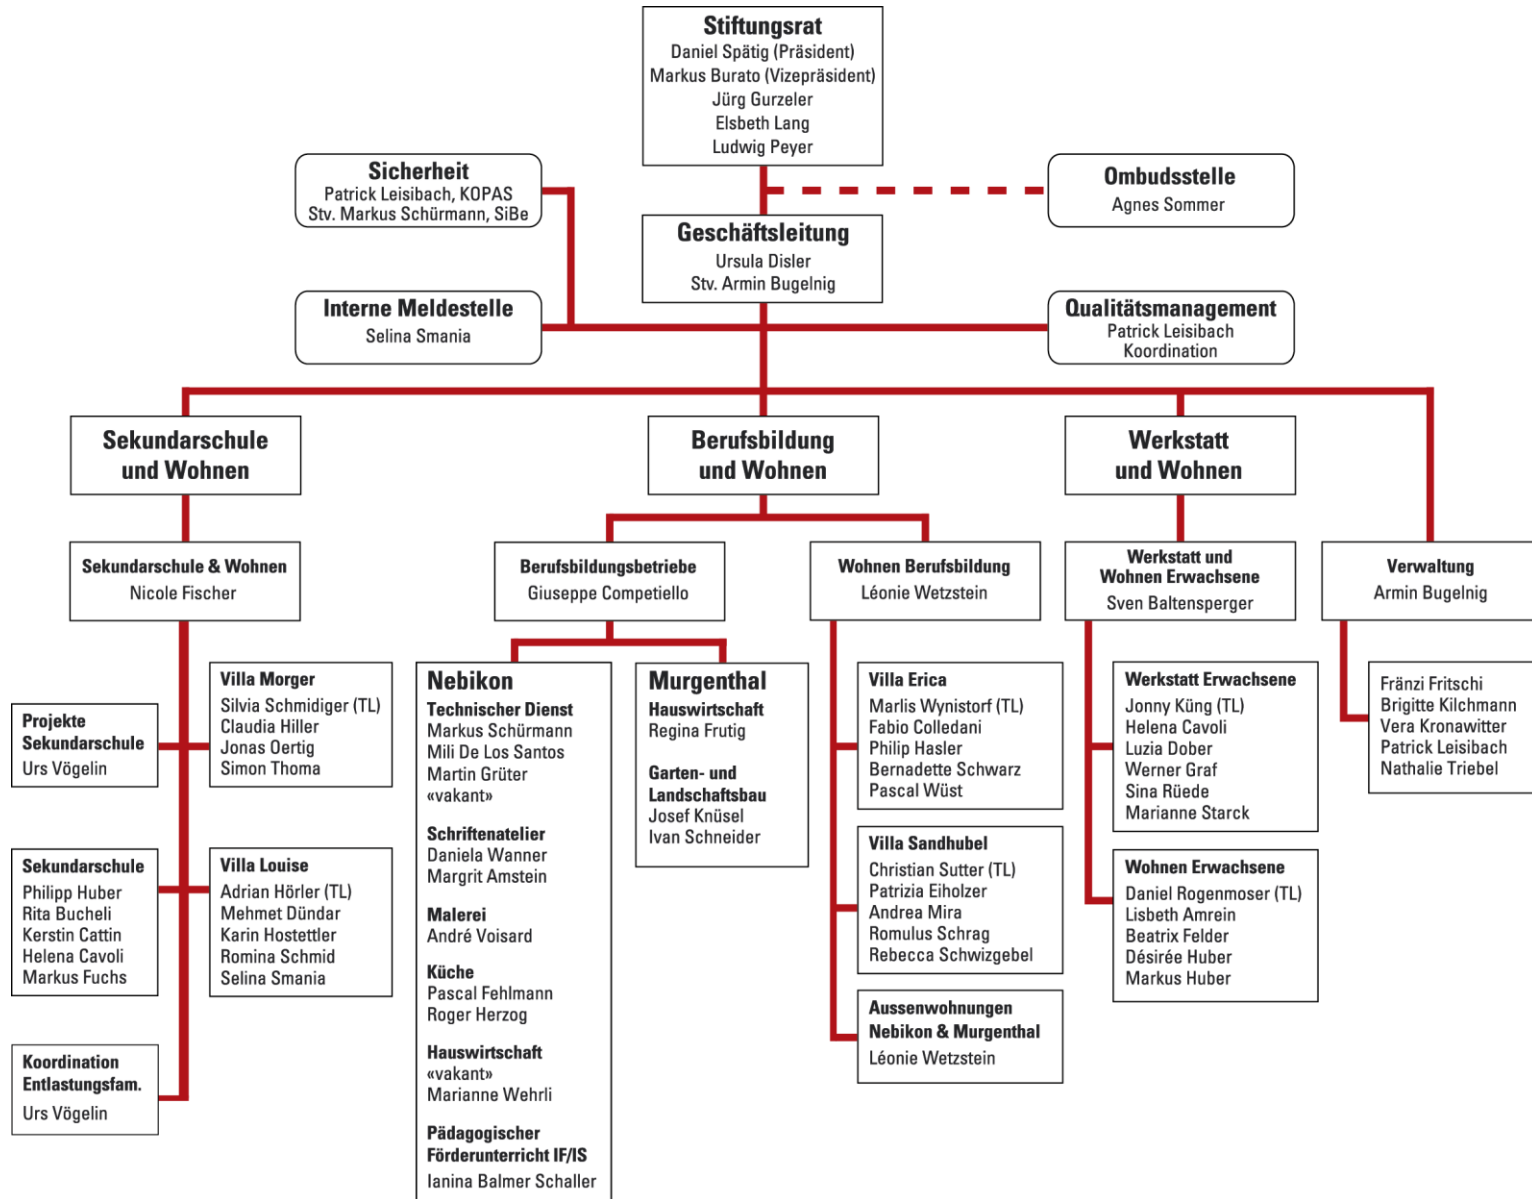 Stiftungsrat
Daniel Spätig (Präsident)
Markus Burato (Vizepräsident)
Jürg Gurzeler
Elsbeth Lang
Ludwig Peyer
Sicherheit
Patrick Leisibach, KOPAS
Stv. Markus Schürmann, SiBe
Ombudsstelle
Agnes Sommer
Geschäftsleitung
Ursula Disler
Stv. Armin Bugelnig
Interne Meldestelle
Selina Smania
Qualitätsmanagement
Patrick Leisibach
Koordination
Sekundarschule
und Wohnen
Berufsbildung
und Wohnen
Werkstatt
und Wohnen
Sekundarschule & Wohnen
Nicole Fischer
Berufsbildungsbetriebe
Giuseppe Competiello
Wohnen Berufsbildung
Léonie Wetzstein
Werkstatt und
Wohnen Erwachsene
Sven Baltensperger
Verwaltung
Armin Bugelnig
Projekte
Sekundarschule
Urs Vögelin
Villa Morger
Silvia Schmidiger (TL)
Claudia Hiller
Jonas Oertig
Simon Thoma
Sekundarschule
Philipp Huber
Rita Bucheli
Kerstin Cattin
Helena Cavoli
Markus Fuchs
Villa Louise
Adrian Hörler (TL)
Mehmet Dündar
Karin Hostettler
Romina Schmid
Selina Smania
Koordination
Entlastungsfam.
Urs Vögelin
Nebikon
Technischer Dienst
Markus Schürmann
Mili De Los Santos
Martin Grüter
«vakant»
Schriftenatelier
Daniela Wanner
Margrit Amstein
Malerei
André Voisard
Küche
Pascal Fehlmann
Roger Herzog
Hauswirtschaft
«vakant»
Marianne Wehrli
Pädagogischer
Förderunterricht IF/IS
Ianina Balmer Schaller
Murgenthal
Hauswirtschaft
Regina Frutig
Garten- und
Landschaftsbau
Josef Knüsel
Ivan Schneider
Villa Erica
Marlis Wynistorf (TL)
Fabio Colledani
Philip Hasler
Bernadette Schwarz
Pascal Wüst
Villa Sandhubel
Christian Sutter (TL)
Patrizia Eiholzer
Andrea Mira
Romulus Schrag
Rebecca Schwizgebel
Aussenwohnungen
Nebikon & Murgenthal
Léonie Wetzstein
Werkstatt Erwachsene
Jonny Küng (TL)
Helena Cavoli
Luzia Dober
Werner Graf
Sina Rüede
Marianne Starck
Wohnen Erwachsene
Daniel Rogenmoser (TL)
Lisbeth Amrein
Beatrix Felder
Désirée Huber
Markus Huber
Fränzi Fritschi
Brigitte Kilchmann
Vera Kronawitter
Patrick Leisibach
Nathalie Triebel